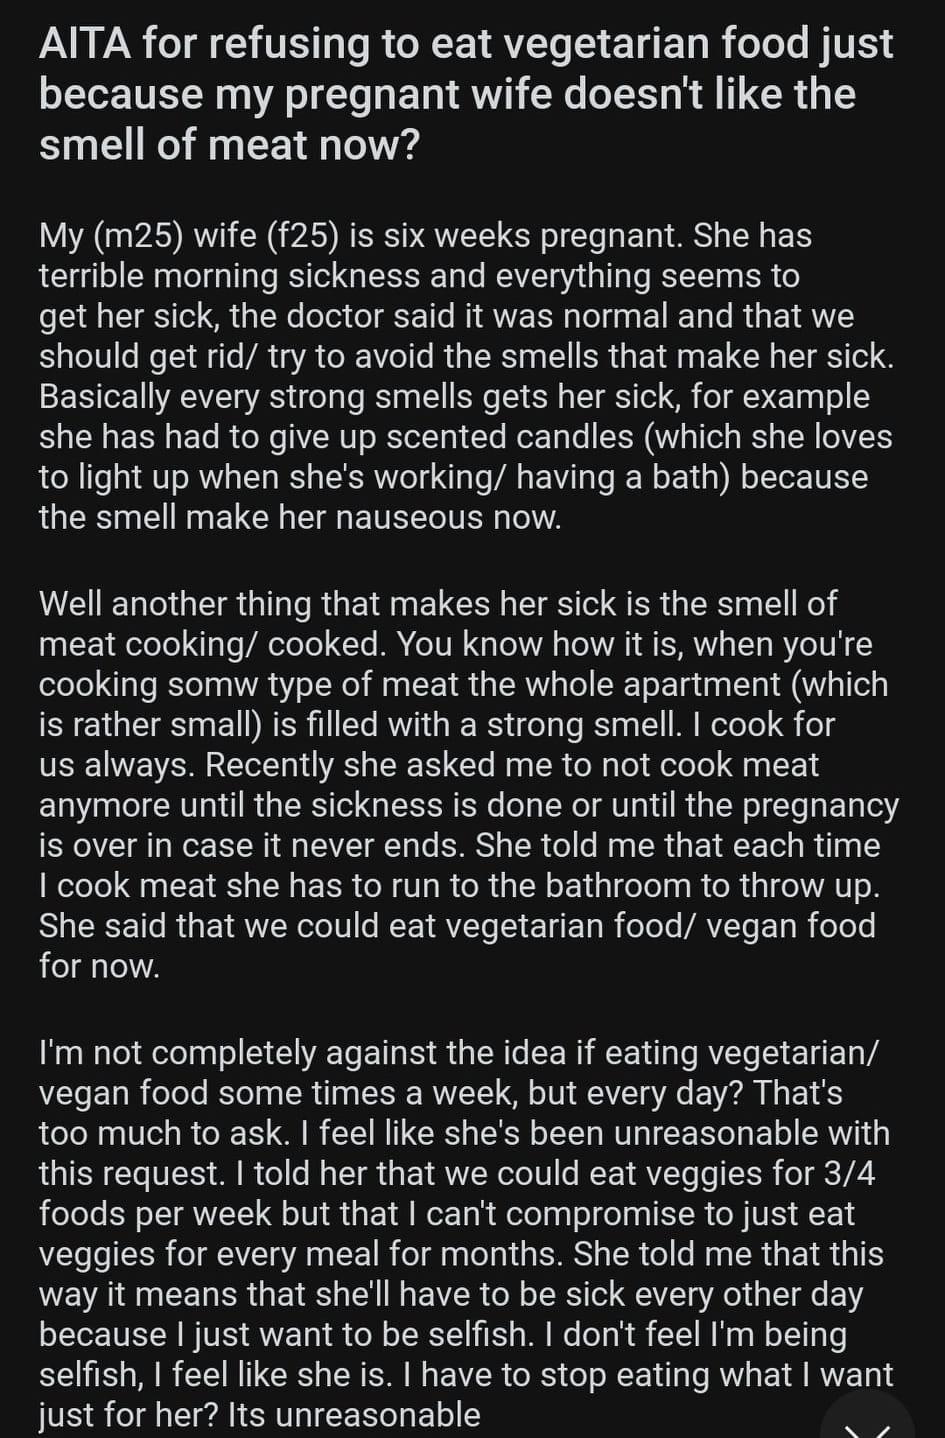 AITA for refusing to eat vegetarian food just
because my pregnant wife doesn't like the
smell of meat now?
My (m25) wife (f25) is six weeks pregnant. She has
terrible morning sickness and everything seems to
get her sick, the doctor said it was normal and that we
should get rid/ try to avoid the smells that make her sick.
Basically every strong smells gets her sick, for example
she has had to give up scented candles (which she loves
to light up when she's working/ having a bath) because
the smell make her nauseous now.
Well another thing that makes her sick is the smell of
meat cooking/ cooked. You know how it is, when you're
cooking somw type of meat the whole apartment (which
is rather small) is filled with a strong smell. I cook for
us always. Recently she asked me to not cook meat
anymore until the sickness is done or until the pregnancy
is over in case it never ends. She told me that each time
I cook meat she has to run to the bathroom to throw up.
She said that we could eat vegetarian food/ vegan food
for now.
I'm not completely against the idea if eating vegetarian/
vegan food some times a week, but every day? That's
too much to ask. I feel like she's been unreasonable with
this request. I told her that we could eat veggies for 3/4
foods per week but that I can't compromise to just eat
veggies for every meal for months. She told me that this
way it means that she'll have to be sick every other day
because I just want to be selfish. I don't feel I'm being
selfish, I feel like she is. I have to stop eating what I want
just for her? Its unreasonable